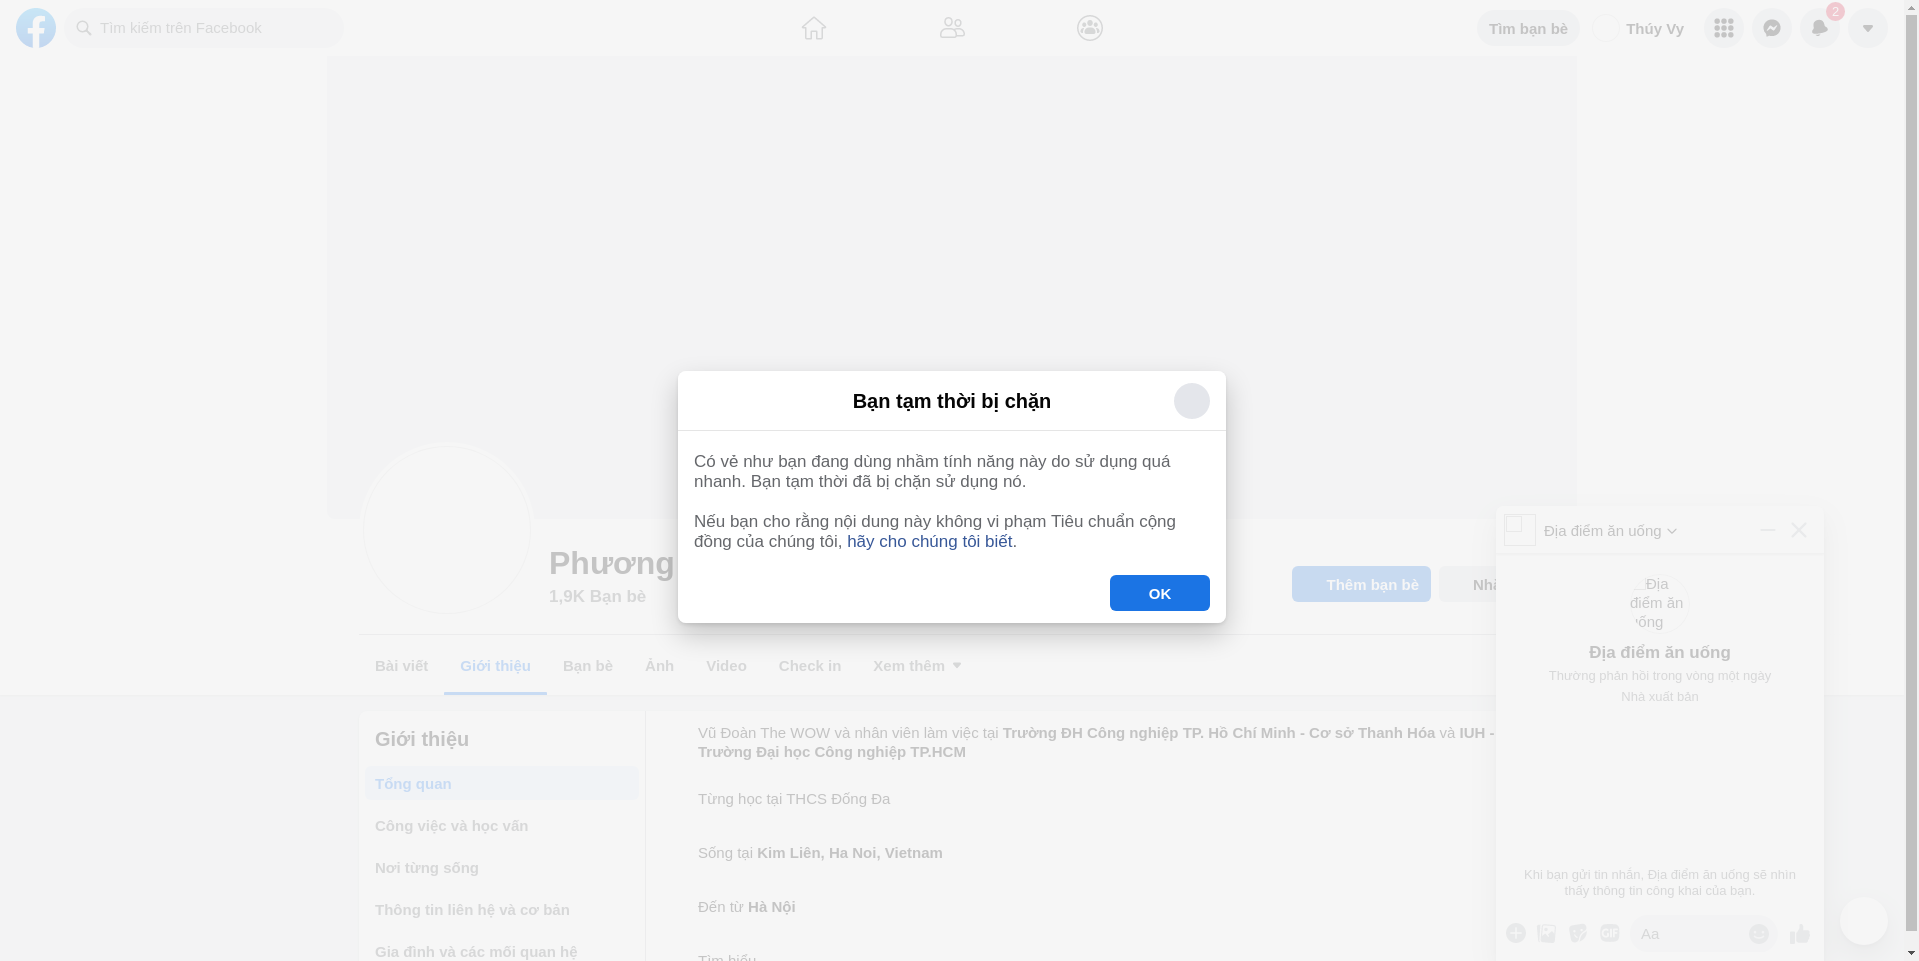 Tìm kiếm trên Facebook
Tìm bạn bè
Thúy Vy
2
Bạn tạm thời bị chặn
Có vẻ như bạn đang dùng nhầm tính năng này do sử dụng quá
nhanh. Bạn tạm thời đã bị chặn sử dụng nó.
Nếu bạn cho rằng nội dung này không vi phạm Tiêu chuẩn cộng
đồng của chúng tôi, hãy cho chúng tôi biết.
OK
Phương
1,9K Bạn bè
Thêm bạn bè
Bài viết
Giới thiệu
Bạn bè
Ảnh
Video
Check in
Xem thêm
Giới thiệu
Tổng quan
Công việc và học vấn
Nơi từng sống
Thông tin liên hệ và cơ bản
Gia đình và các mối quan hệ
Vũ Đoàn The WOW và nhân viên làm việc tại Trường ĐH Công nghiệp TP. Hồ Chí Minh - Cơ sở Thanh Hóa và IUH -
Trường Đại học Công nghiệp TP.HCM
Từng học tại THCS Đống Đa
Sống tại Kim Liên, Ha Noi, Vietnam
Đến từ Hà Nội
Tìm hiểu
Địa điểm ăn uống
Địa
điểm ăn
uống
Địa điểm ăn uống
Thường phản hồi trong vòng một ngày
Nhà xuất bản
Khi bạn gửi tin nhắn, Địa điểm ăn uống sẽ nhìn
thấy thông tin công khai của bạn.
GIF
Aa